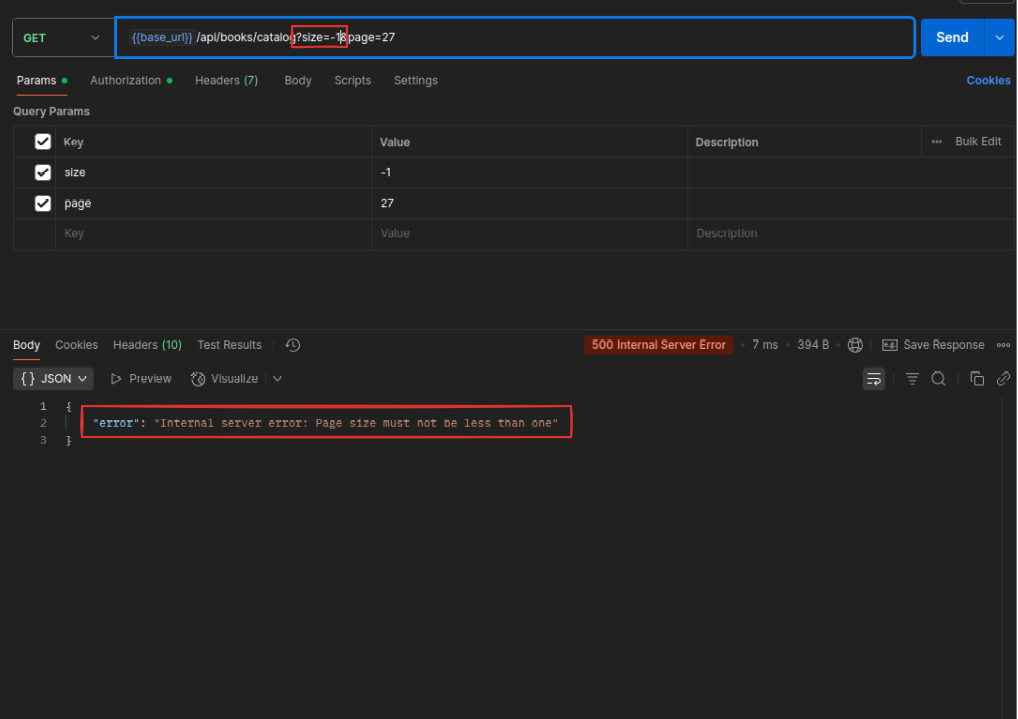 GET {{base_url}} /api/books/catalog?size=-1&page=27 Send
Params Authorization Headers (7) Body Scripts Settings Cookies
Query Params
Key Value Description Bulk Edit
size -1
page 27
Key Value Description
Body Cookies Headers (10) Test Results 500 Internal Server Error 7 ms 394 B e.g. Save Response
{} JSON Preview Visualize
1 {
2 "error": "Internal server error: Page size must not be less than one"
3 }